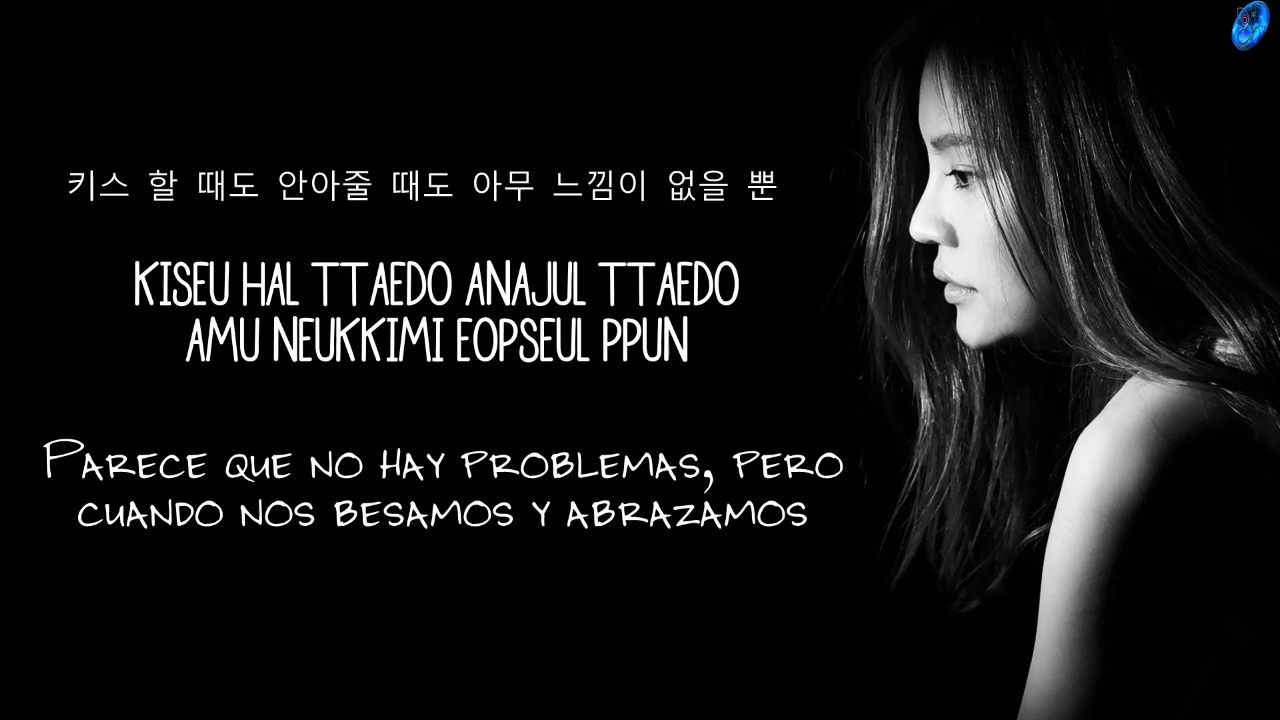 키스 할 때도 안아줄 때도 아무 느낌이 없을 뿐
KISEU HAL TTAEDO ANAJUL TTAEDO
AMU NEUKKIMI EOPSEUL PPUN
PARECE QUE NO HAY PROBLEMAS, PERO
CUANDO NOS BESAMOS Y ABRAZAMOS